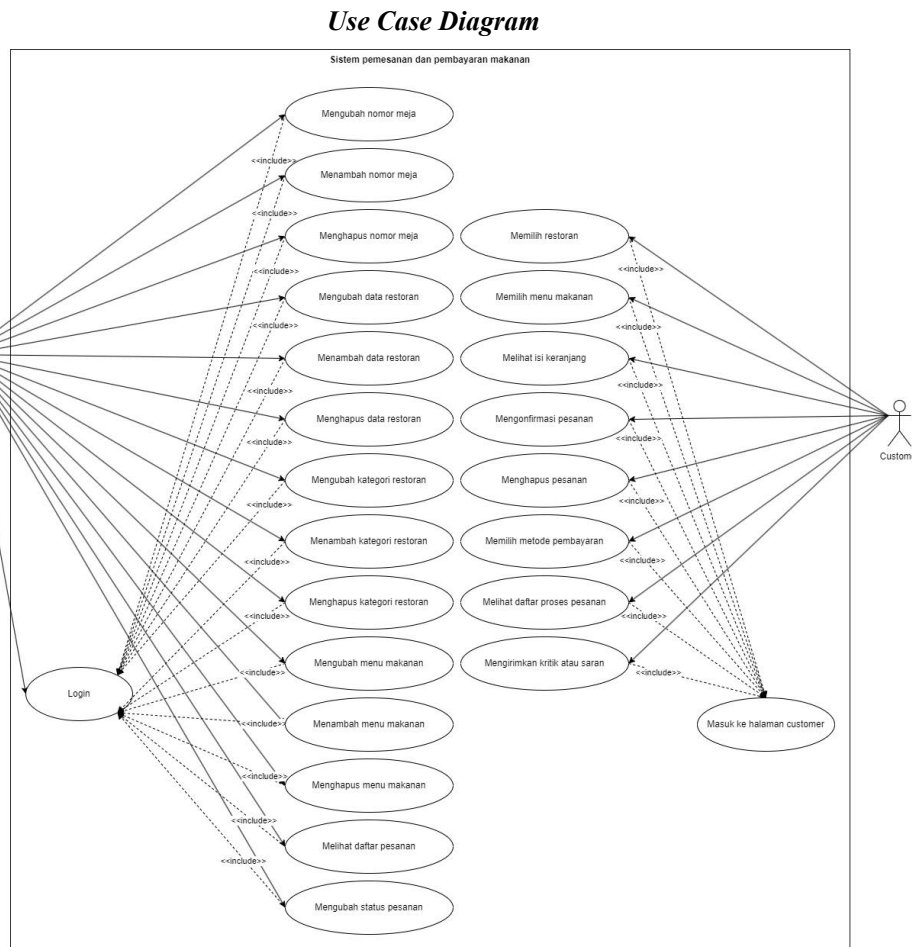 Use Case Diagram
Sistem pemesanan dan pembayaran makanan
Mengubah nomor meja
<<include>>
Menambah nomor meja
<<include>>
Menghapus nomor meja
Memilih restoran
<<include>>
<<include>>
Mengubah data restoran
Memilih menu makanan
<<include>>
<<include>>
Menambah data restoran
Melihat isi keranjang
<<include>>
<<include>>
Menghapus data restoran
Mengonfirmasi pesanan
<<include>>
<<include>>
Customer
Mengubah kategori restoran
Menghapus pesanan
<<include>>
<<include>>
Menambah kategori restoran
Memilih metode pembayaran
<<include>>
<<include>>
Menghapus kategori restoran
Melihat daftar proses pesanan
<<include>>
<<include>>
Mengubah menu makanan
Mengirimkan kritik atau saran
<<include>>
<<include>>
Login
Menambah menu makanan
<<include>>
Masuk ke halaman customer
<<include>>
Menghapus menu makanan
<<include>>
Melihat daftar pesanan
<<include>>
Mengubah status pesanan